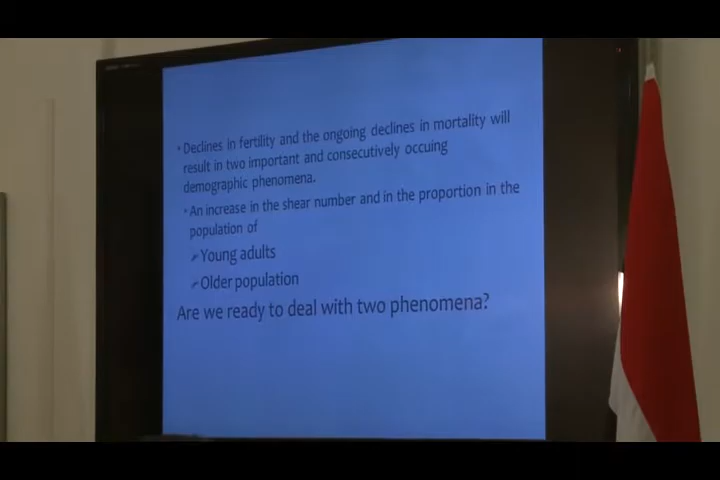 • Declines in fertility and the ongoing declines in mortality will
result in two important and consecutively occuing
demographic phenomena.
• An increase in the shear number and in the proportion in the
population of
➢ Young adults
➢ Older population
Are we ready to deal with two phenomena?